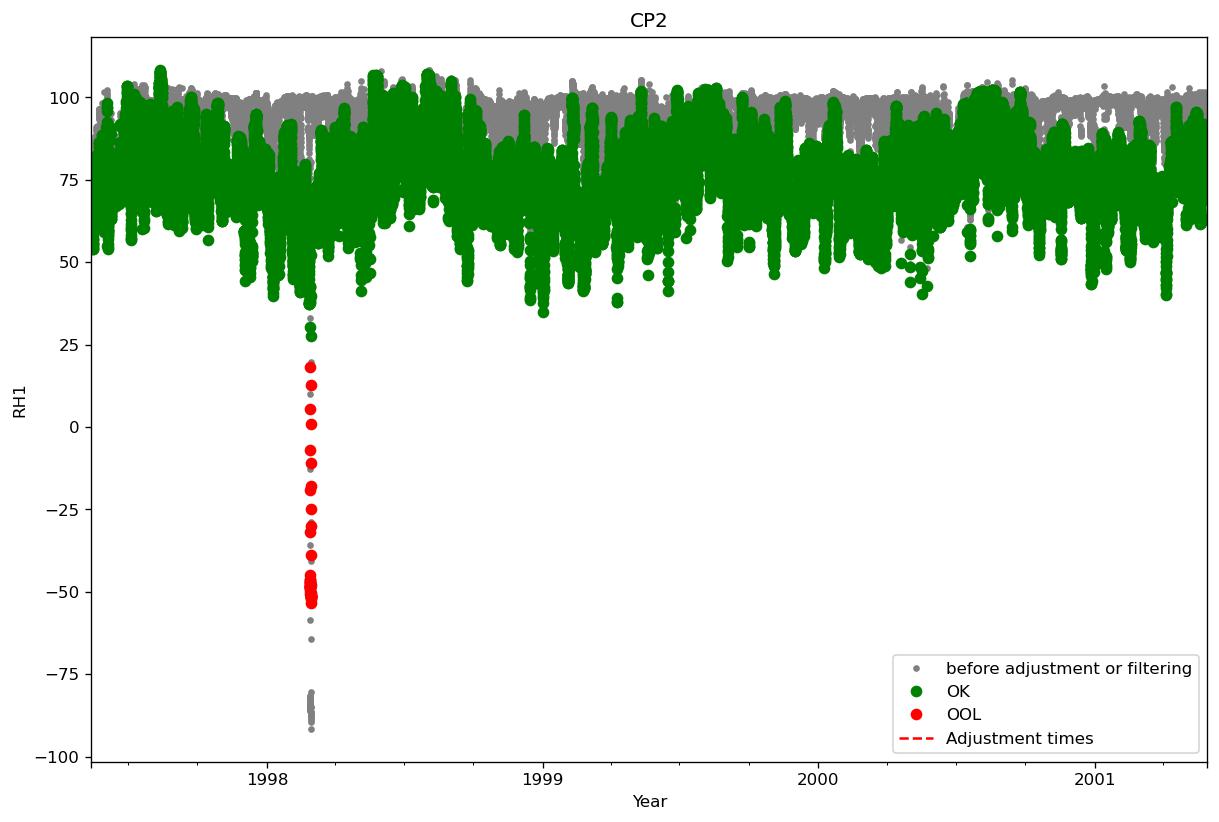 CP2
100
75
50
25
0
−25
−50
−75
−100
RH1
1998
1999
2000
2001
Year
before adjustment or filtering
OK
OOL
Adjustment times